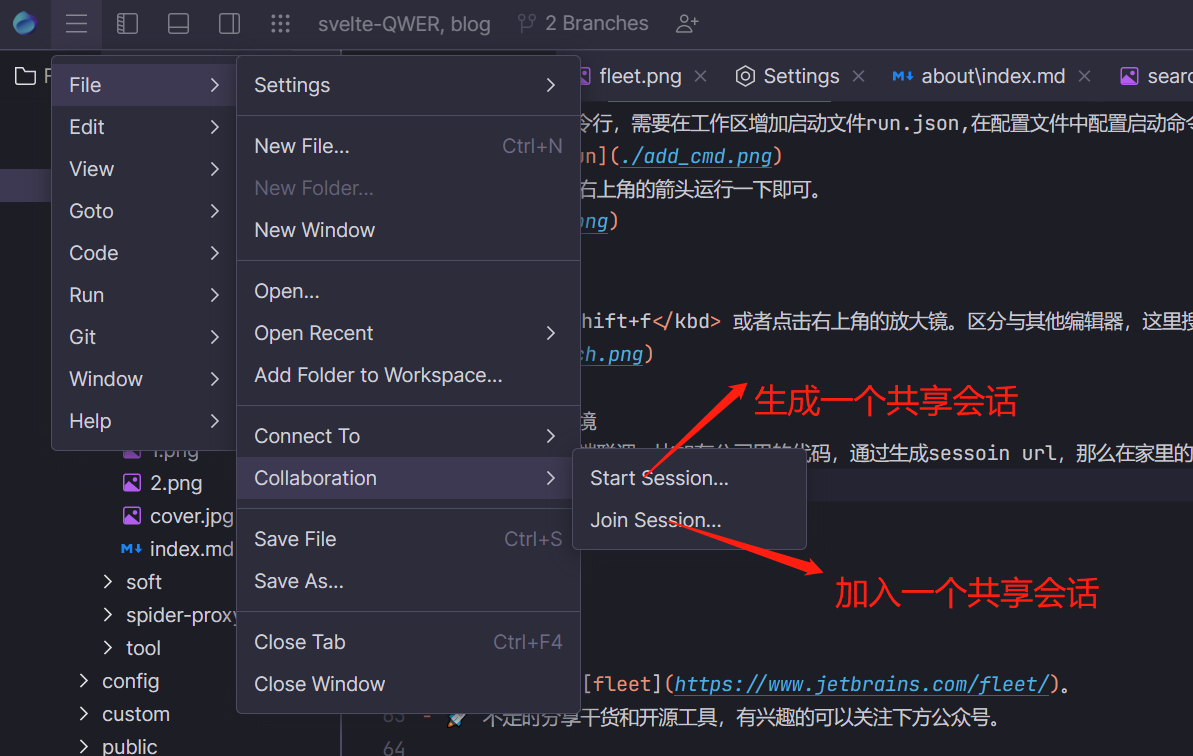 svelte-QWER, blog
2 Branches
fleet.png
Settings
about\index.md
searc
File
Edit
View
Goto
Code
Run
Git
Window
Help
Settings
New File...
Ctrl+N
New Folder...
New Window
Open...
Open Recent
Add Folder to Workspace...
Connect To
Collaboration
Save File
Ctrl+S
Save As...
Close Tab
Ctrl+F4
Close Window
Start Session...
Join Session...
令行，需要在工作区增加启动文件run.json,在配置文件中配置启动命令
un](./add_cmd.png)
右上角的箭头运行一下即可。
png)
hift+f</kbd> 或者点击右上角的放大镜。区分与其他编辑器，这里搜
ch.png)
生成一个共享会话
境
代码，通过生成sessoin url，那么在家里的
加入一个共享会话
1.png
2.png
cover.jpg
index.md
soft
spider-proxy
tool
config
custom
public
[fleet](https://www.jetbrains.com/fleet/)。
63 - 🚀 不定的分享干货和开源工具，有兴趣的可以关注下方公众号。
64